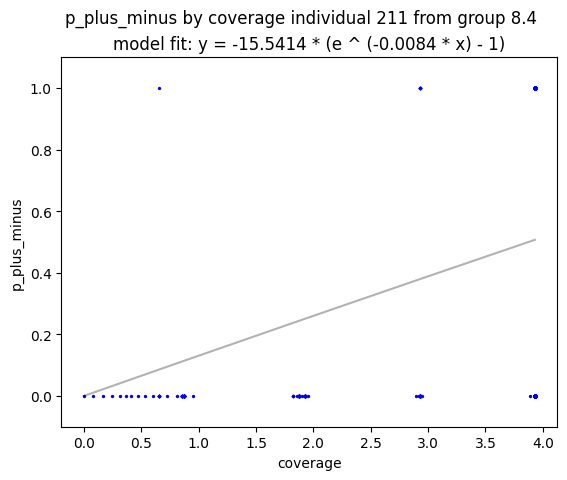 p_plus_minus by coverage individual 211 from group 8.4
model fit: y = -15.5414 * (e ^ (-0.0084 * x) - 1)
1.0
0.8
0.6
0.4
0.2
0.0
p_plus_minus
0.0 0.5 1.0 1.5 2.0 2.5 3.0 3.5 4.0
coverage